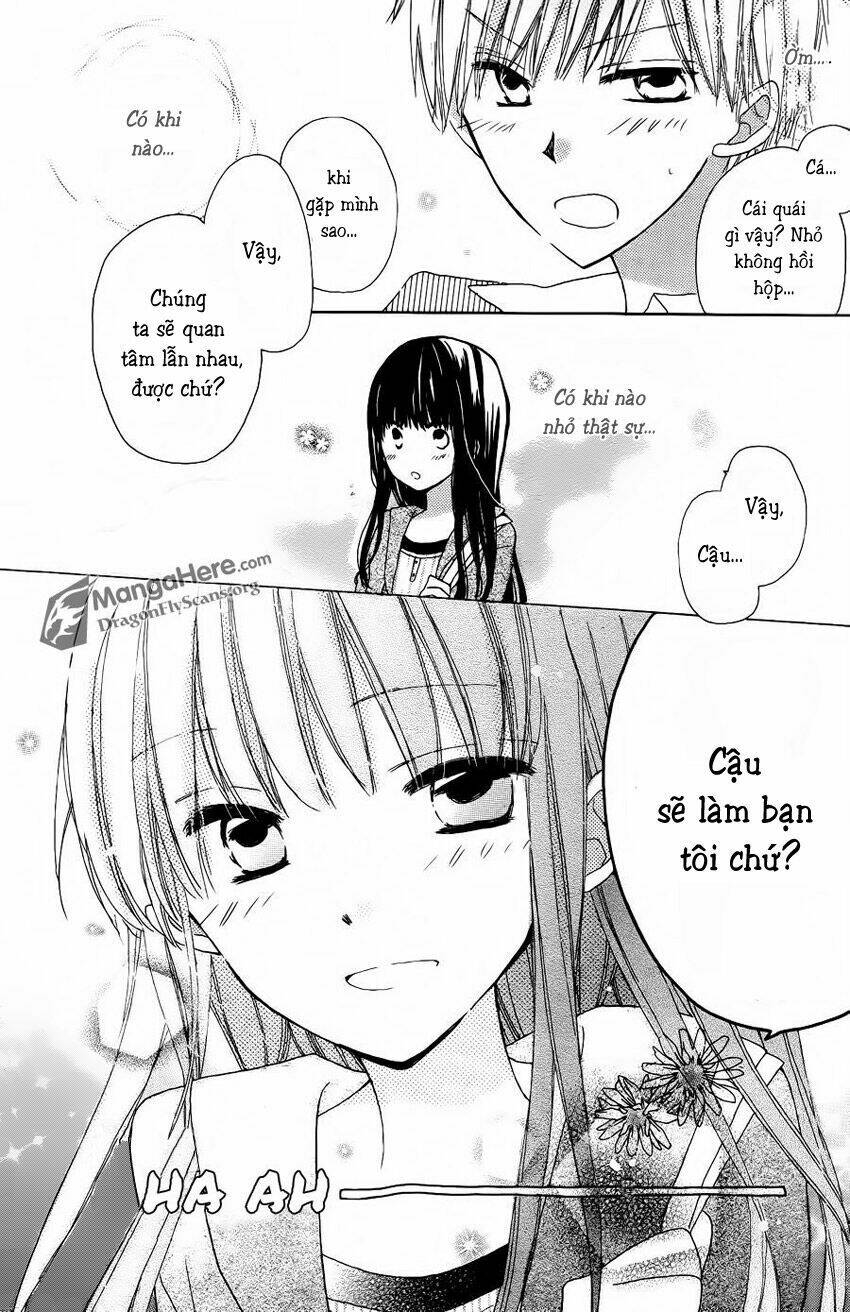 Ờm....
Cá...
Cái quái
gì vậy? Nhỏ
không hồi
hộp...
khi
gặp mình
sao...
Có khi
nào...
Vậy,
Chúng
ta sẽ quan
tâm lẫn nhau,
được chứ?
Có khi nào
nhỏ thật sự...
Vậy,
Cậu...
MangaHere.com
DragonFlyScans.org
Cậu
sẽ làm bạn
tôi chứ?
HA AH